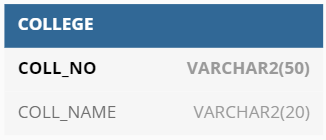 COLLEGE
COLL_NO VARCHAR2(50)
COLL_NAME VARCHAR2(20)